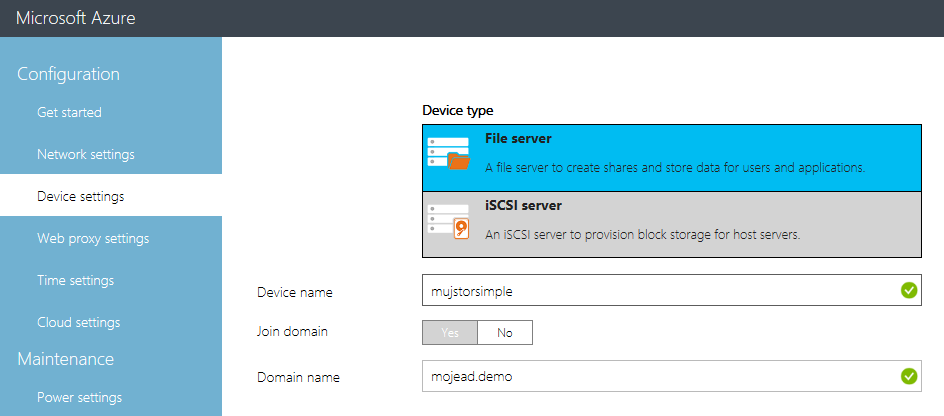 Microsoft Azure
Configuration
Get started
Network settings
Device settings
Web proxy settings
Time settings
Cloud settings
Maintenance
Power settings
Device type
File server
A file server to create shares and store data for users and applications.
iSCSI server
An iSCSI server to provision block storage for host servers.
Device name
mujstorsimple
Join domain
Yes
No
Domain name
mojead.demo